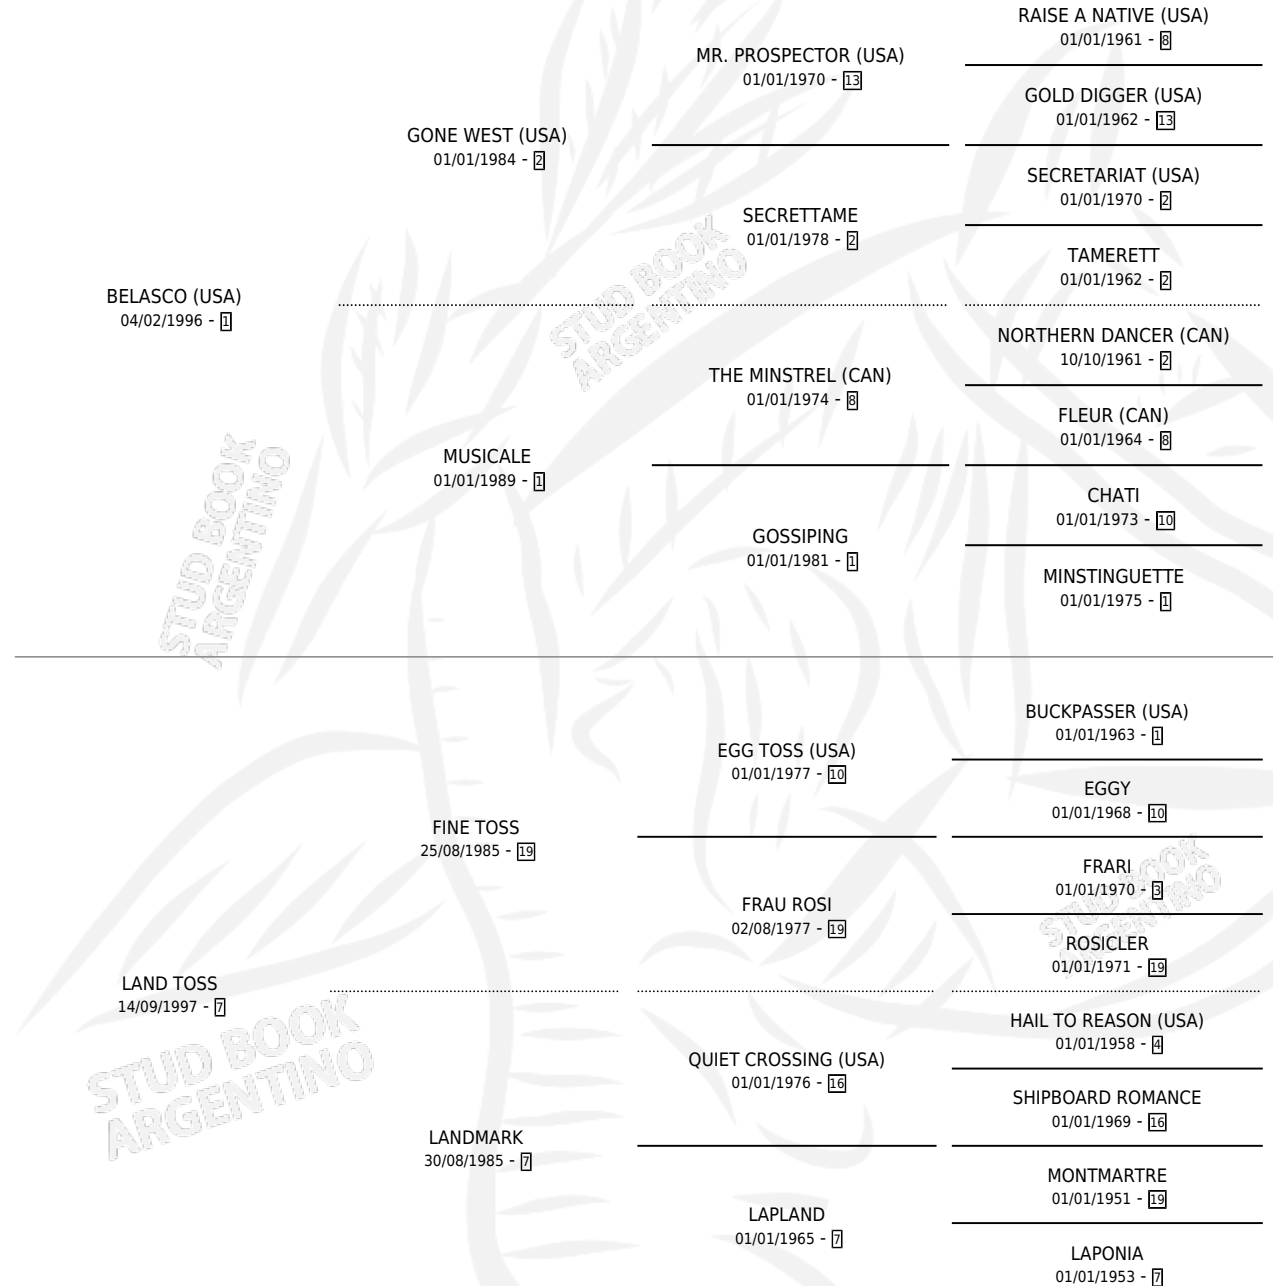 RAISE A NATIVE (USA)
01/01/1961 - 8
MR. PROSPECTOR (USA)
01/01/1970 - 13
GOLD DIGGER (USA)
01/01/1962 - 13
GONE WEST (USA)
01/01/1984 - 2
SECRETARIAT (USA)
01/01/1970 - 2
SECRETTAME
01/01/1978 - 2
TAMERETT
01/01/1962 - 2
BELASCO (USA)
04/02/1996 - 1
NORTHERN DANCER (CAN)
10/10/1961 - 2
THE MINSTREL (CAN)
01/01/1974 - 8
FLEUR (CAN)
01/01/1964 - 8
MUSICALE
01/01/1989 - 1
CHATI
01/01/1973 - 10
GOSSIPING
01/01/1981 - 1
MINSTINGUETTE
01/01/1975 - 1
STUD BOOK
ARGENTINO
STUD BOOK
ARGENTINO
BUCKPASSER (USA)
01/01/1963 - 1
EGG TOSS (USA)
01/01/1977 - 10
EGGY
01/01/1968 - 10
FINE TOSS
25/08/1985 - 19
FRARI
01/01/1970 - 3
FRAU ROSI
02/08/1977 - 19
ROSICLER
01/01/1971 - 19
STUD BOOK
ARGENTINO
LAND TOSS
14/09/1997 - 7
HAIL TO REASON (USA)
01/01/1958 - 4
QUIET CROSSING (USA)
01/01/1976 - 16
SHIPBOARD ROMANCE
01/01/1969 - 16
STUD BOOK
ARGENTINO
LANDMARK
30/08/1985 - 7
MONTMARTRE
01/01/1951 - 19
LAPLAND
01/01/1965 - 7
LAPONIA
01/01/1953 - 7